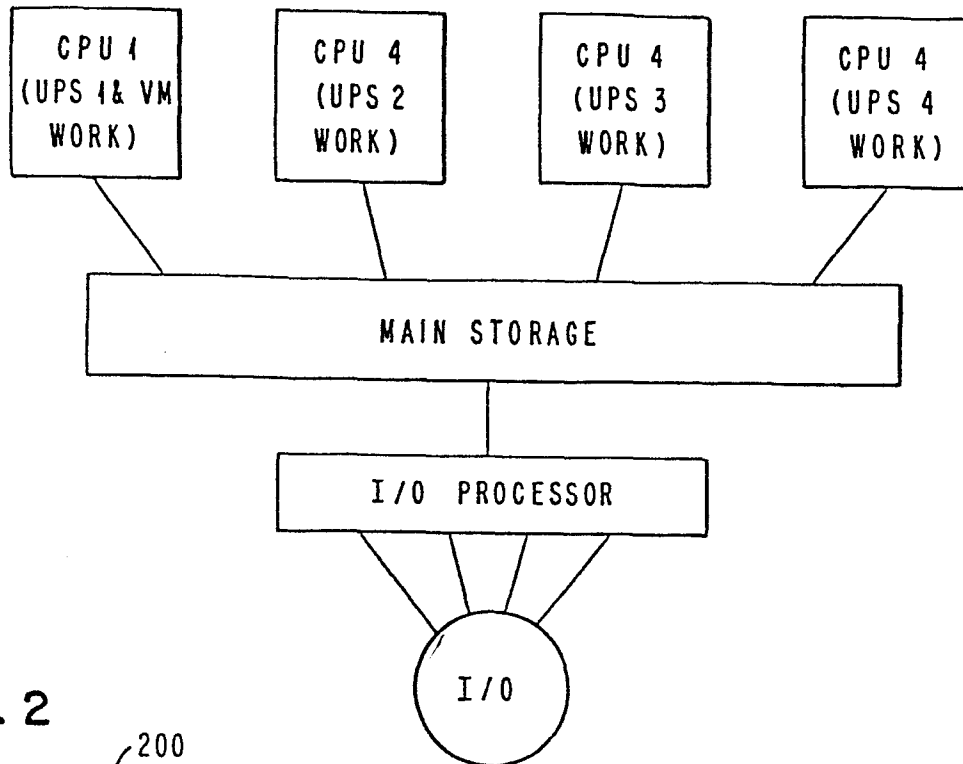 CPU 1
(UPS 1 & VM
WORK)
CPU 4
(UPS 2
WORK)
CPU 4
(UPS 3
WORK)
CPU 4
(UPS 4
WORK)
MAIN STORAGE
I/O PROCESSOR
I/O
. 2
200